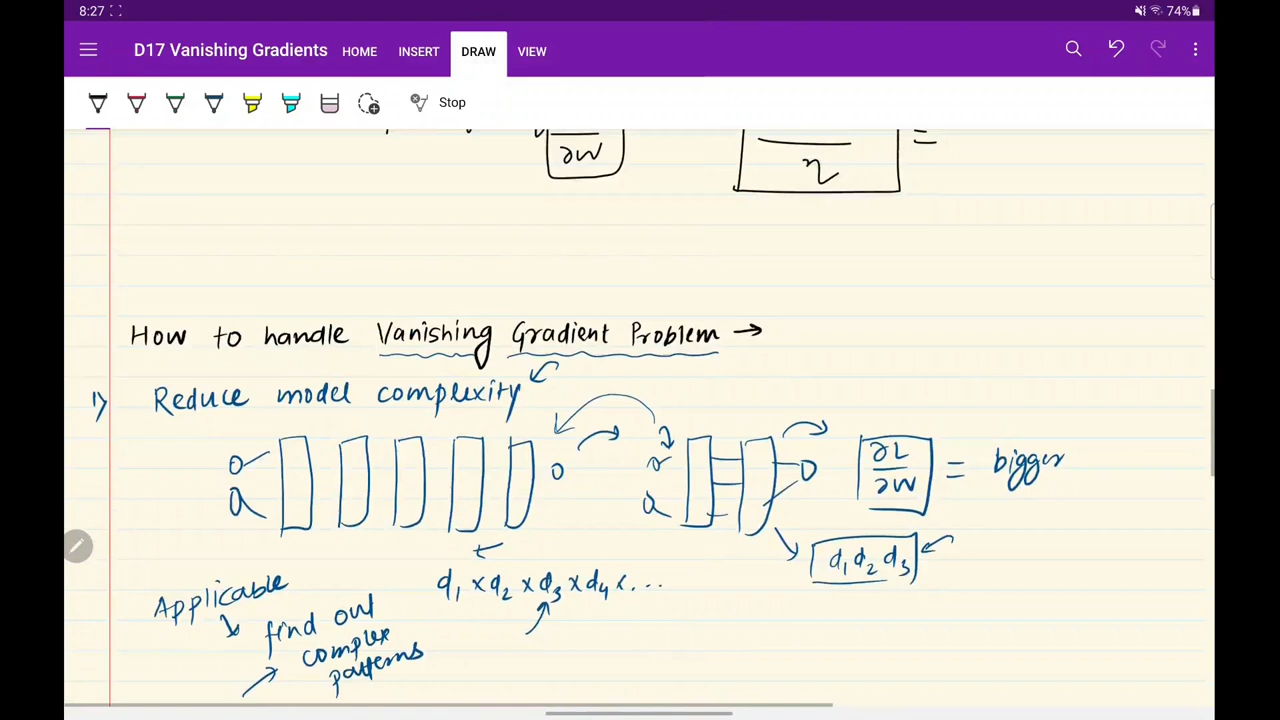 8:27 74%
D17 Vanishing Gradients HOME INSERT DRAW VIEW
Stop
∂W
η =
How to handle Vanishing Gradient Problem →
1) Reduce model complexity
∂L
∂W = bigger
d₁ d₂ d₃
d₁ × d₂ × d₃ × d₄ × ...
Applicable
find out
complex
patterns